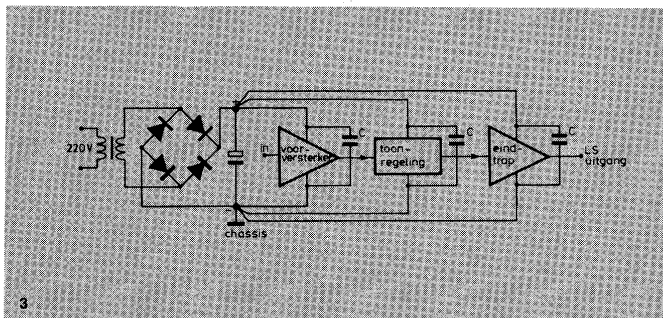 220V
In
voor-
versterker
C
toon-
regeling
C
eind-
trap
C
LS
uitgang
chassis
3